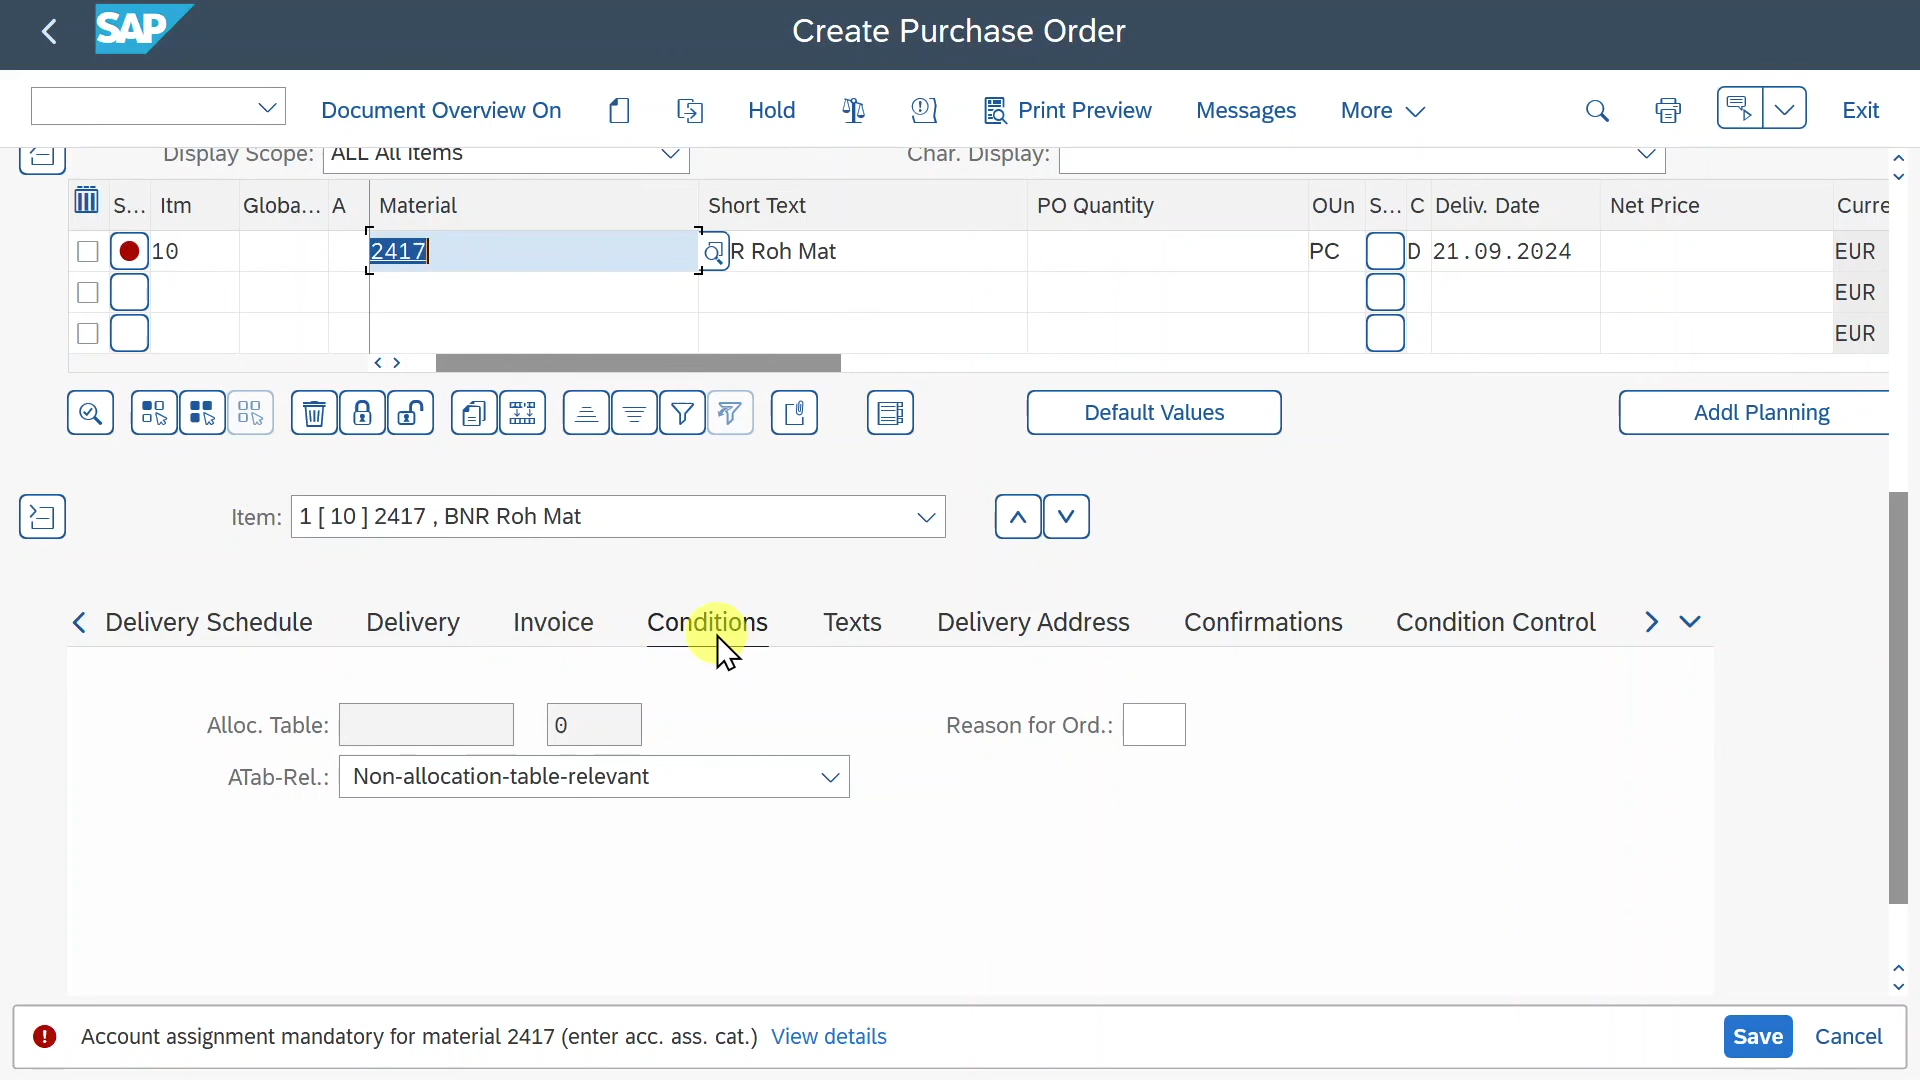 SAP
Create Purchase Order
Document Overview On
Hold
Print Preview
Messages
More
Exit
Display Scope: ALL All Items
Char. Display:
S... Itm Globa... A Material Short Text PO Quantity OUn S... C Deliv. Date Net Price Curre
10 2417 R Roh Mat PC D 21.09.2024 EUR
EUR
EUR
Default Values
Addl Planning
Item: 1 [ 10 ] 2417 , BNR Roh Mat
Delivery Schedule Delivery Invoice Conditions Texts Delivery Address Confirmations Condition Control
Alloc. Table: 0 Reason for Ord.:
ATab-Rel.: Non-allocation-table-relevant
Account assignment mandatory for material 2417 (enter acc. ass. cat.) View details
Save Cancel